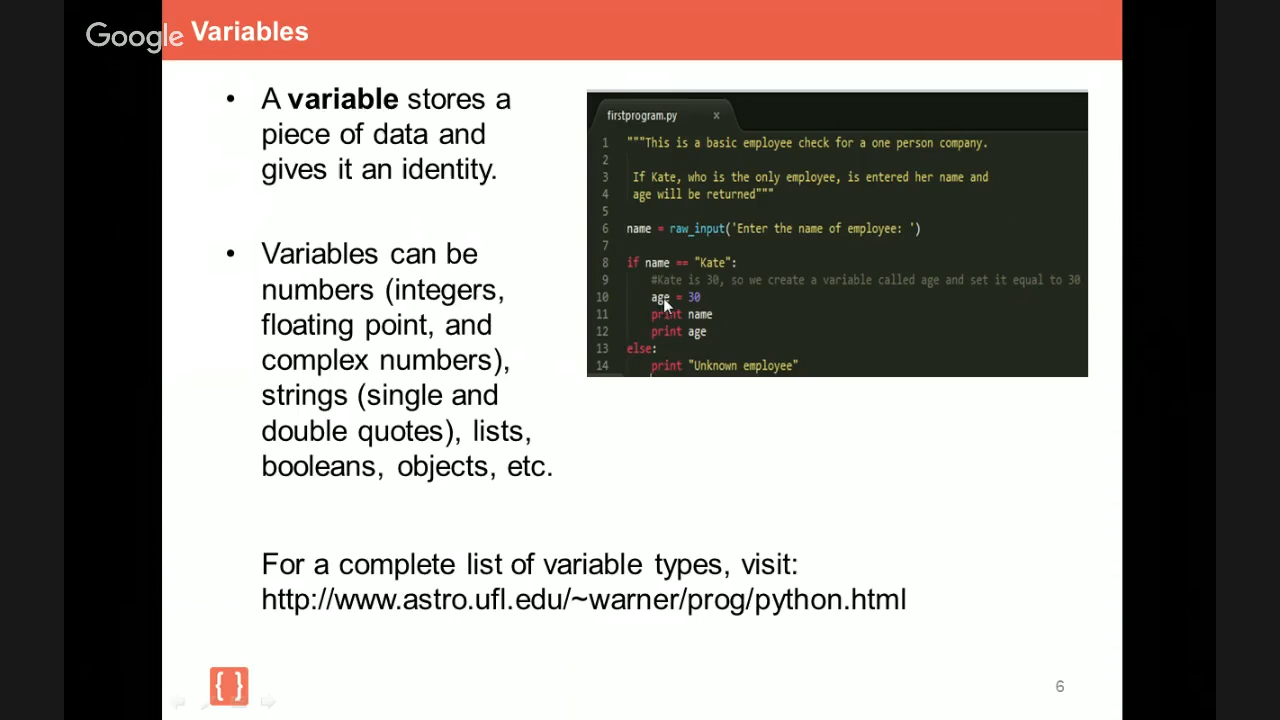 Google
Variables
• A variable stores a
piece of data and
gives it an identity.
• Variables can be
numbers (integers,
floating point, and
complex numbers),
strings (single and
double quotes), lists,
booleans, objects, etc.
firstprogram.py x
1 """This is a basic employee check for a one person company.
2
3 If Kate, who is the only employee, is entered her name and
4 age will be returned"""
5
6 name = raw_input('Enter the name of employee: ')
7
8 if name == "Kate":
9 #Kate is 30, so we create a variable called age and set it equal to 30
10 age = 30
11 print name
12 print age
13 else:
14 print "Unknown employee"
For a complete list of variable types, visit:
http://www.astro.ufl.edu/~warner/prog/python.html
{ }
6